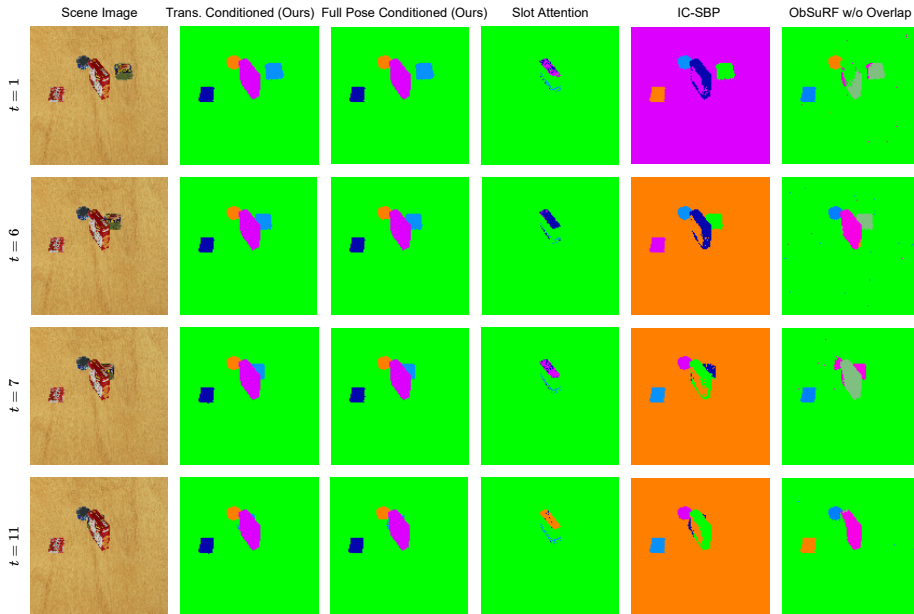 Scene Image Trans. Conditioned (Ours) Full Pose Conditioned (Ours) Slot Attention IC-SBP ObSuRF w/o Overlap
t = 1
t = 6
t = 7
t = 11